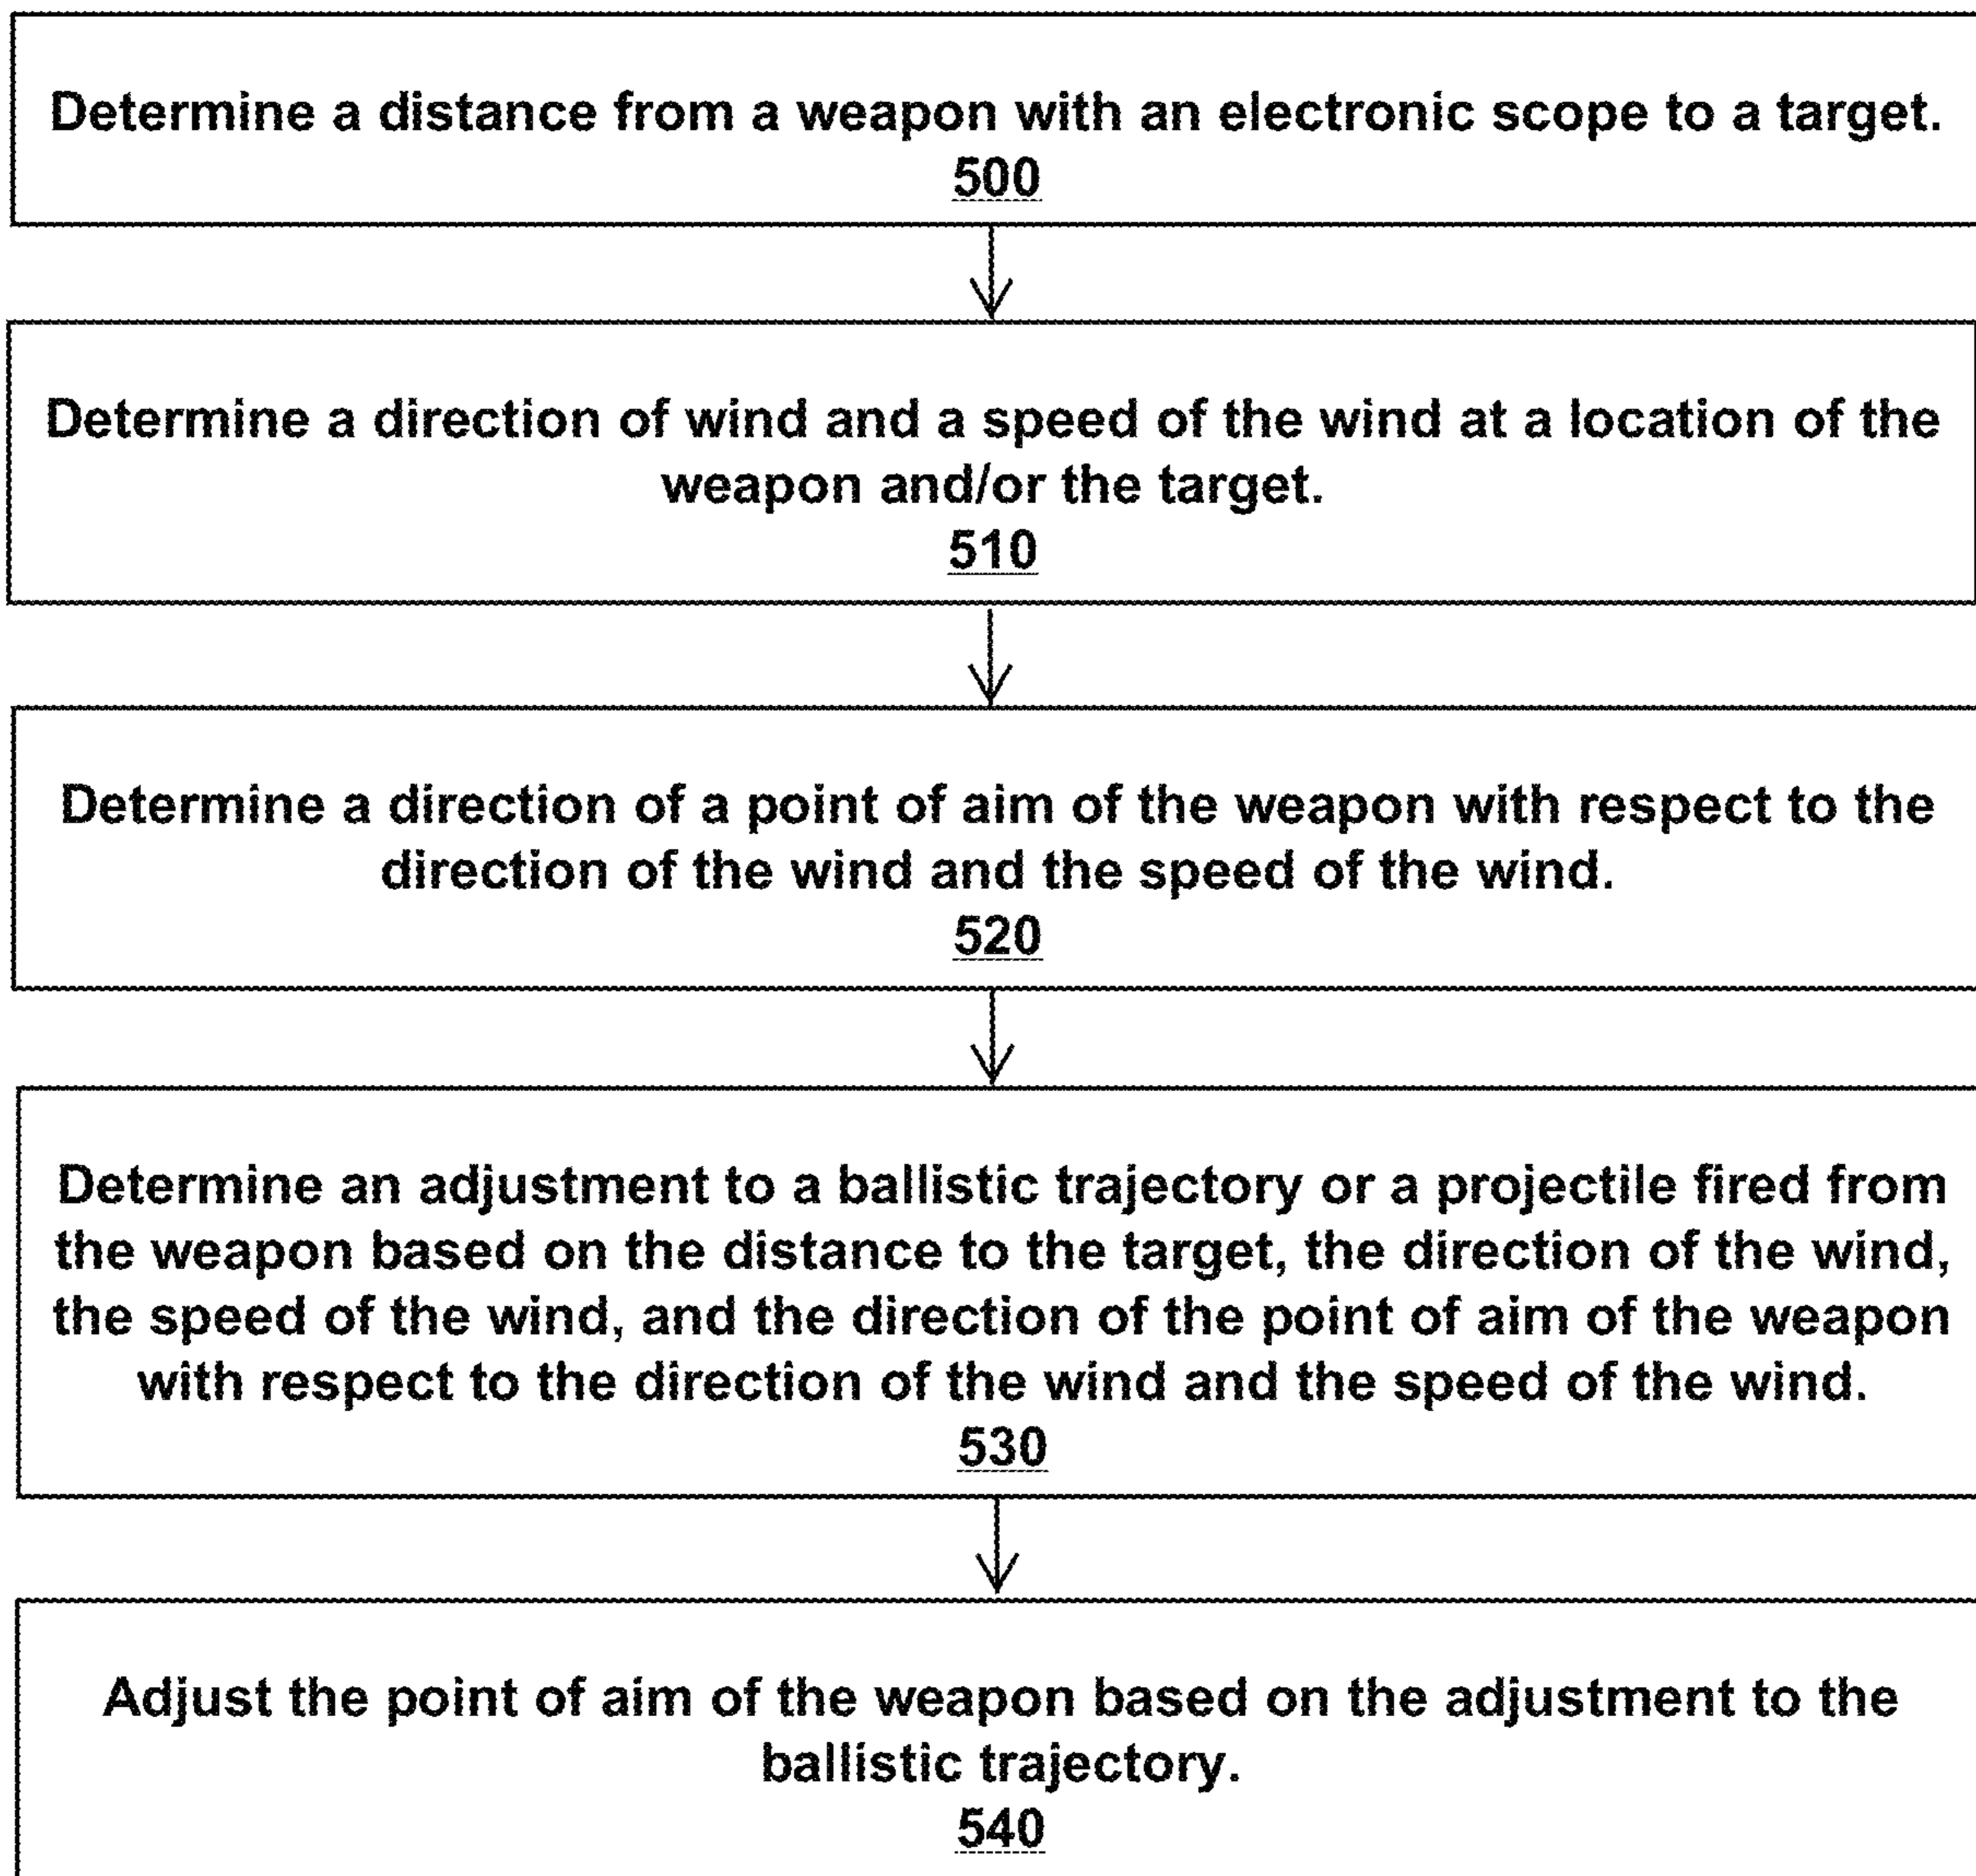 Determine a distance from a weapon with an electronic scope to a target.
500
Determine a direction of wind and a speed of the wind at a location of the
weapon and/or the target.
510
Determine a direction of a point of aim of the weapon with respect to the
direction of the wind and the speed of the wind.
520
Determine an adjustment to a ballistic trajectory or a projectile fired from
the weapon based on the distance to the target, the direction of the wind,
the speed of the wind, and the direction of the point of aim of the weapon
with respect to the direction of the wind and the speed of the wind.
530
Adjust the point of aim of the weapon based on the adjustment to the
ballistic trajectory.
540